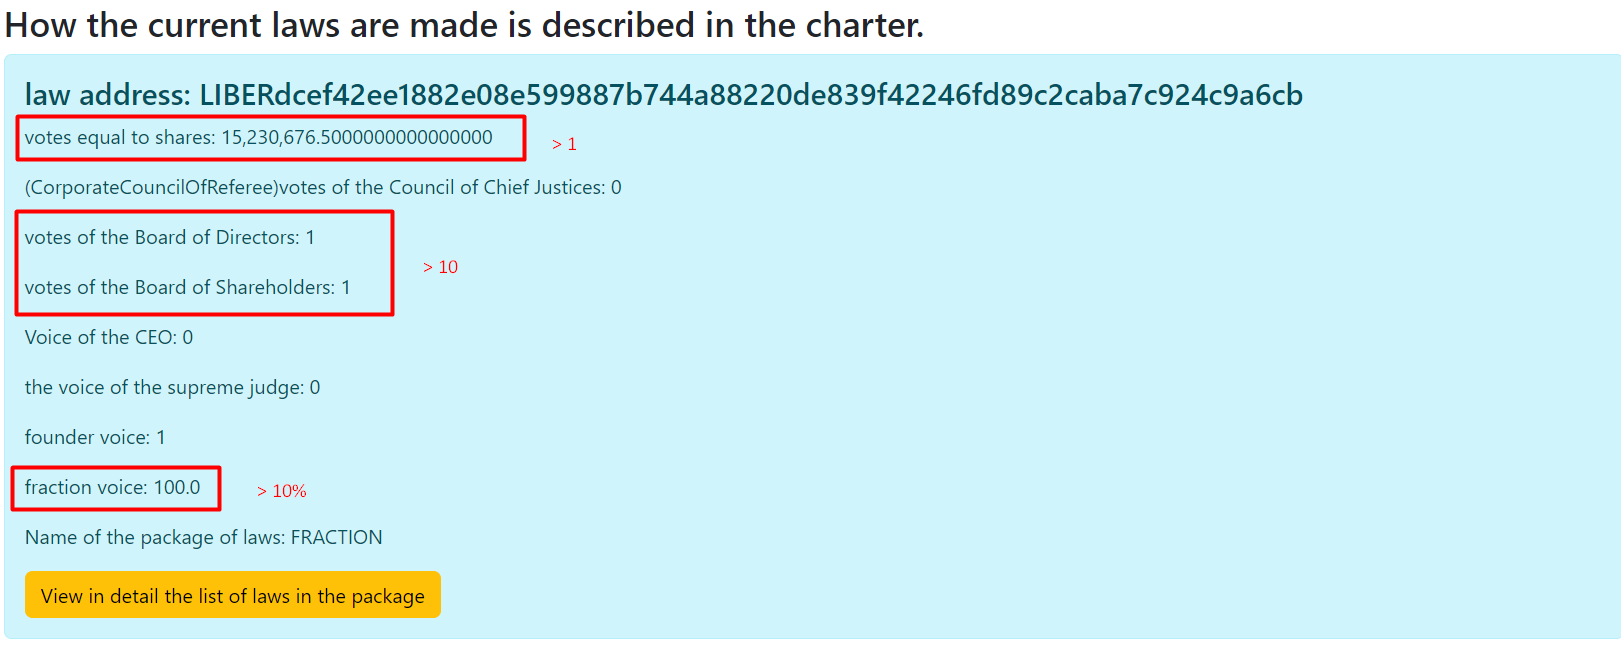 How the current laws are made is described in the charter.
law address: LIBERdcef42ee1882e08e599887b744a88220de839f42246fd89c2caba7c924c9a6cb
votes equal to shares: 15,230,676.5000000000000000
> 1
(CorporateCouncilOfReferee)votes of the Council of Chief Justices: 0
votes of the Board of Directors: 1
> 10
votes of the Board of Shareholders: 1
Voice of the CEO: 0
the voice of the supreme judge: 0
founder voice: 1
fraction voice: 100.0
> 10%
Name of the package of laws: FRACTION
View in detail the list of laws in the package